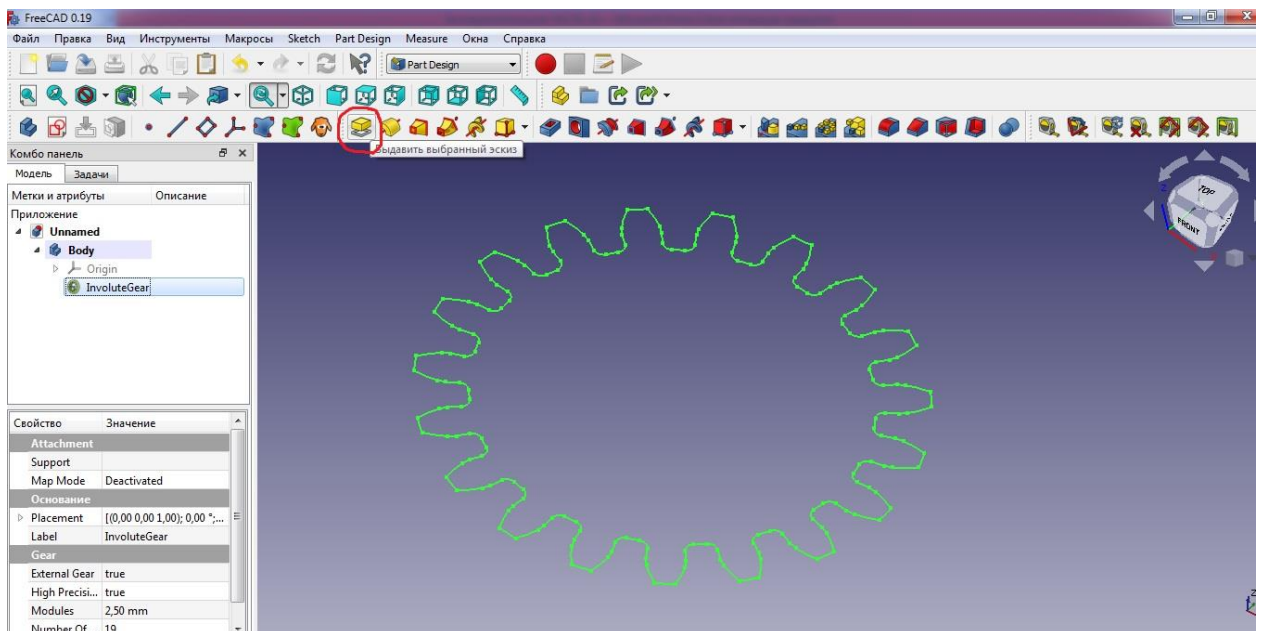 FreeCAD 0.19
Файл Правка Вид Инструменты Макросы Sketch Part Design Measure Окна Справка
Part Design
Комбо панель
выдавить выбранный эскиз
Модель Задачи
Метки и атрибуты Описание
Приложение
Unnamed
Body
Origin
InvoluteGear
TOP
FRONT
Z
Свойство Значение
Attachment
Support
Map Mode Deactivated
Основание
Placement [(0,00 0,00 1,00); 0,00 °;...
Label InvoluteGear
Gear
External Gear true
High Precisi... true
Modules 2,50 mm
Number Of 19
Z